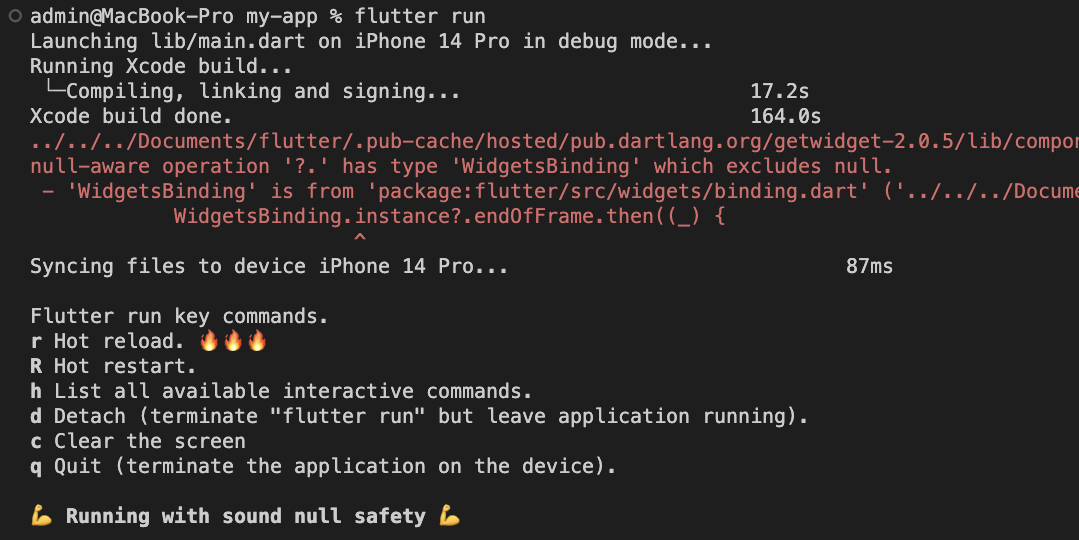 admin@MacBook-Pro my-app % flutter run
Launching lib/main.dart on iPhone 14 Pro in debug mode...
Running Xcode build...
└─Compiling, linking and signing... 17.2s
Xcode build done. 164.0s
../../../Documents/flutter/.pub-cache/hosted/pub.dartlang.org/getwidget-2.0.5/lib/compor
null-aware operation '?.' has type 'WidgetsBinding' which excludes null.
- 'WidgetsBinding' is from 'package:flutter/src/widgets/binding.dart' ('../../../Docume
WidgetsBinding.instance?.endOfFrame.then((_) {
^
Syncing files to device iPhone 14 Pro... 87ms
Flutter run key commands.
r Hot reload. 🔥🔥🔥
R Hot restart.
h List all available interactive commands.
d Detach (terminate "flutter run" but leave application running).
c Clear the screen
q Quit (terminate the application on the device).
💪 Running with sound null safety 💪